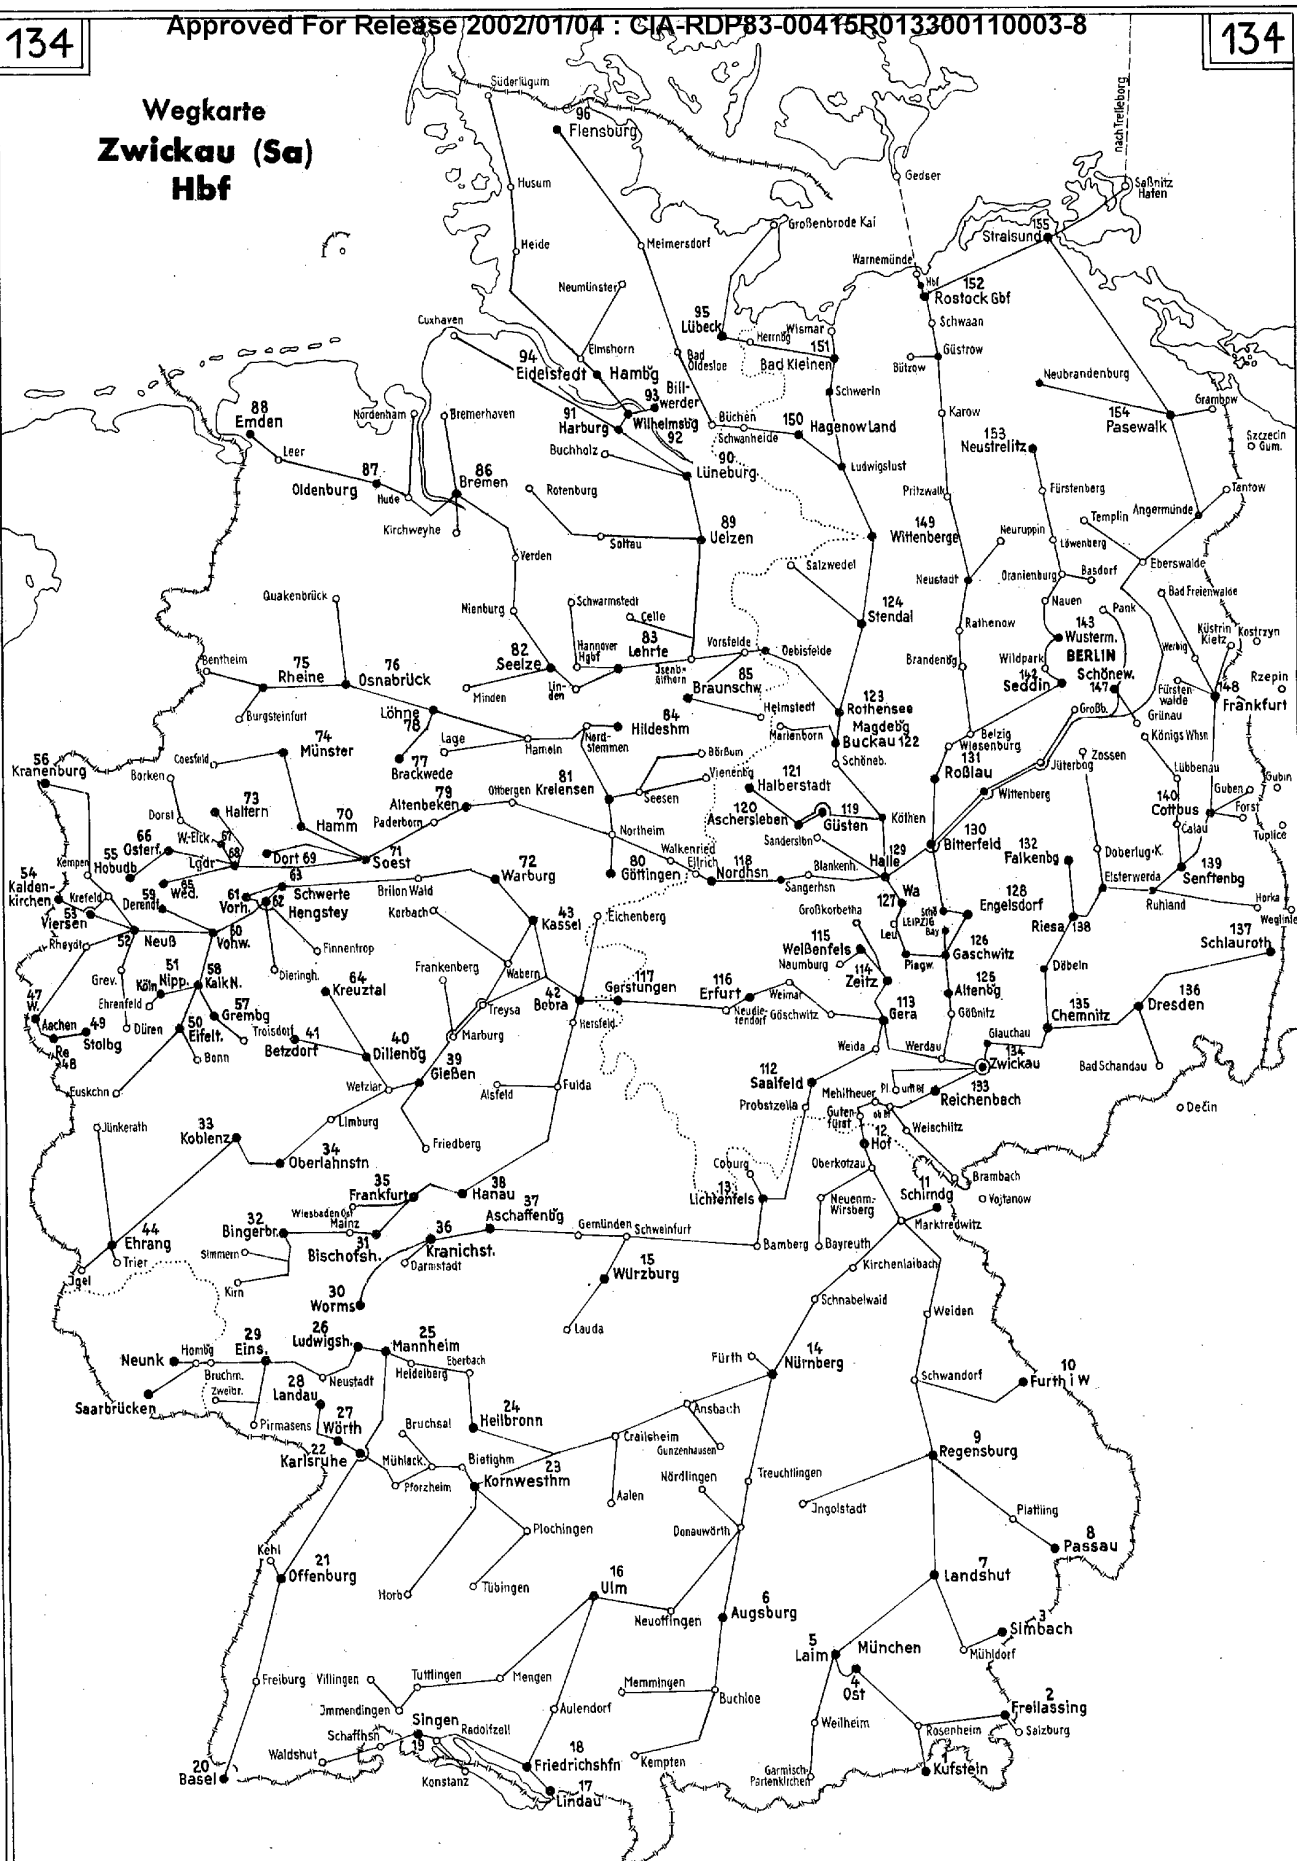 Approved For Release 2002/01/04 : CIA-RDP83-00415R013300110003-8
134
134
Wegkarte
Zwickau (Sa)
Hbf
nach Trelleborg
Süderlügum
96
Flensburg
Husum
Gedser
Saßnitz
Hafen
Großenbrode Kai
Heide
Meimersdorf
155
Stralsund
Warnemünde
Hbf
152
Rostock Gbf
Neumünster
Schwaan
Cuxhaven
95
Lübeck
Herrnbg
Wismar
151
Bad Kleinen
Güstrow
Bützow
Elmshorn
Bad
Oldesloe
94
Eidelstedt
Hambg
93
Bill-
werder
Schwerin
Neubrandenburg
Grambow
154
Pasewalk
88
Emden
Nordenham
Bremerhaven
91
Harburg
Wilhelmsbg
92
Büchen
Schwanheide
150
Hagenow Land
Karow
153
Neustrelitz
Szczecin
Gum.
Leer
Buchholz
90
Lüneburg
Ludwigslust
87
Oldenburg
Hude
86
Bremen
Rotenburg
Pritzwalk
Fürstenberg
Tantow
Kirchweyhe
Soltau
89
Uelzen
149
Wittenberge
Neuruppin
Templin
Angermünde
Löwenberg
Verden
Salzwedel
Neustadt
Oranienburg
Basdorf
Eberswalde
Quakenbrück
Nienburg
Schwarmstedt
Celle
124
Stendal
Nauen
Pank
Bad Freienwalde
Rathenow
143
Wusterm.
Küstrin
Kietz
Kostrzyn
Bentheim
75
Rheine
76
Osnabrück
82
Seelze
Hannover
Hgbf
83
Lehrte
Vorsfelde
Oebisfelde
Brandenbg
Wildpark
BERLIN
Werbig
Rzepin
Lin-
den
Jsenb-
Gifhorn
85
Braunschw
142
Seddin
Schönew.
147
Fürsten
walde
148
Frankfurt
Burgsteinfurt
Minden
Helmstedt
123
Rothensee
Großb.
Grünau
Löhne
78
84
Hildeshm
Marienborn
Magdebg
Buckau 122
Belzig
Wiesenburg
Königs Whsn
74
Münster
Lage
Hameln
Nord-
stemmen
Zossen
56
Kranenburg
Coesfeld
Borken
77
Brackwede
Börßum
Schöneb.
131
Roßlau
Jüterbog
Lübbenau
Gubin
81
Kreiensen
Vienenbg
121
Halberstadt
Wittenberg
140
Cottbus
Guben
Forst
73
Haltern
79
Altenbeken
Ottbergen
Seesen
Dorst
Paderborn
120
Aschersleben
119
Güsten
Köthen
Calau
Tuplice
W-Eick
67
70
Hamm
Northeim
Sandersibn
130
Bitterfeld
132
Falkenbg
Doberlug-K.
66
Osterf.
71
Soest
Walkenried
Ellrich
129
Halle
139
Senftenbg
Kempen
55
Hobudb
Lgdr
68
Dort 69
72
Warburg
80
Göttingen
118
Nordhsn
Blankenh.
Sangerhsn
Elsterwerda
54
Kalden-
kirchen
Krefeld
65
Wed.
63
Schwerte
Brilon Wald
Wa
127
128
Engelsdorf
Ruhland
Horka
Weglinie
53
Viersen
59
Derendf
61
Vorh.
62
Hengstey
Korbach
43
Kassel
Eichenberg
Großkorbetha
Schö
LEIPZIG
Bay
Riesa
138
137
Schlauroth
Rheydt
52
Neuß
60
Vohw.
Finnentrop
115
Weißenfels
Leu
Plagw.
126
Gaschwitz
Grev.
51
Nipp.
58
Kalk N.
Dieringh.
Frankenberg
Wabern
Naumburg
114
Zeitz
Döbeln
47
W.
Köln
Ehrenfeld
64
Kreuztal
42
Bebra
117
Gerstungen
116
Erfurt
Weimar
125
Altenbg
136
Dresden
57
Grembg
Treysa
Neudie-
tendorf
Göschwitz
113
Gera
Gößnitz
135
Chemnitz
Aachen
49
Stolbg
Düren
50
Eifelt.
Troisdorf
41
Betzdorf
Marburg
Hersfeld
Glauchau
Re
48
40
Dillenbg
Weida
Werdau
Bad Schandau
Bonn
39
Gießen
Zwickau
134
Euskchn
Wetzlar
Alsfeld
Fulda
112
Saalfeld
Mehltheuer
Pl
unt Bf
133
Reichenbach
Jünkerath
33
Koblenz
Limburg
Probstzella
Guten-
fürst
ob Bf
Děčin
Friedberg
Weischlitz
34
Oberlahnstn
12
Hof
Coburg
Oberkotzau
Brambach
35
Frankfurt
38
Hanau
13
Lichtenfels
11
Schirndg
Vojtanow
Wiesbaden Ost
37
Aschaffenbg
Neuenm.-
Wirsberg
44
Ehrang
32
Bingerbr.
Mainz
36
Kranichst.
Gemünden
Schweinfurt
Marktredwitz
Trier
Simmern
31
Bischofsh.
Darmstadt
Bamberg
Bayreuth
Jgel
Kirn
15
Würzburg
Kirchenlaibach
30
Worms
Schnabelwaid
Weiden
Lauda
26
Ludwigsh.
25
Mannheim
Neunk
Hombg
29
Eins.
Fürth
14
Nürnberg
Eberbach
Heidelberg
10
Furth i W
Bruchm.
Zweibr.
Neustadt
Schwandorf
Saarbrücken
28
Landau
24
Heilbronn
Ansbach
Pirmasens
27
Wörth
Bruchsal
Crailsheim
Gunzenhausen
9
Regensburg
22
Karlsruhe
Mühlack.
Bietighm
23
Kornwesthm
Nördlingen
Treuchtlingen
Pforzheim
Aalen
Jngolstadt
Plattling
Plochingen
Donauwörth
8
Passau
Kehl
21
Offenburg
Horb
Tübingen
16
Ulm
7
Landshut
Neuoffingen
6
Augsburg
3
Simbach
5
Laim
München
Mühldorf
4
Ost
Freiburg
Villingen
Tuttlingen
Mengen
Memmingen
Buchloe
2
Freilassing
Jmmendingen
Aulendorf
Weilheim
Rosenheim
Salzburg
Singen
19
Radolfzell
Schaffhsn
Waldshut
20
Basel
Konstanz
18
Friedrichshfn
Kempten
Garmisch-
Partenkirchen
1
Kufstein
17
Lindau